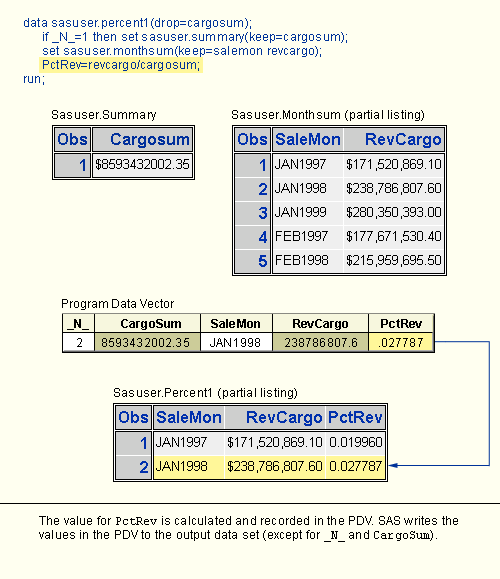 data sasuser.percent1(drop=cargosum);
if _N_=1 then set sasuser.summary(keep=cargosum);
set sasuser.monthsum(keep=salemon revcargo);
PctRev=revcargo/cargosum;
run;
Sasuser.Summary
Obs Cargosum
1 $8593432002.35
Sasuser.Monthsum (partial listing)
Obs SaleMon RevCargo
1 JAN1997 $171,520,869.10
2 JAN1998 $238,786,807.60
3 JAN1999 $280,350,393.00
4 FEB1997 $177,671,530.40
5 FEB1998 $215,959,695.50
Program Data Vector
_N_ CargoSum SaleMon RevCargo PctRev
2 8593432002.35 JAN1998 238786807.6 .027787
Sasuser.Percent1 (partial listing)
Obs SaleMon RevCargo PctRev
1 JAN1997 $171,520,869.10 0.019960
2 JAN1998 $238,786,807.60 0.027787
The value for PctRev is calculated and recorded in the PDV. SAS writes the
values in the PDV to the output data set (except for _N_ and CargoSum).